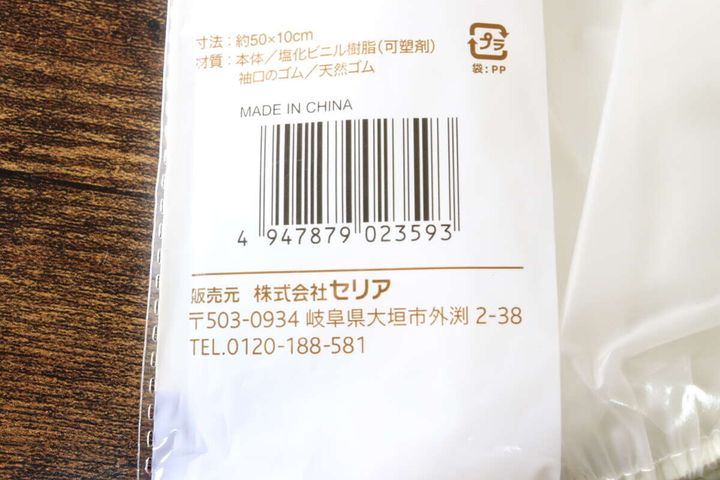 寸法：約50×10cm
材質：本体／塩化ビニル樹脂(可塑剤)
袖口のゴム／天然ゴム
プラ
袋：PP
MADE IN CHINA
4 947879 023593
販売元 株式会社セリア
〒503-0934 岐阜県大垣市外渕 2-38
TEL.0120-188-581